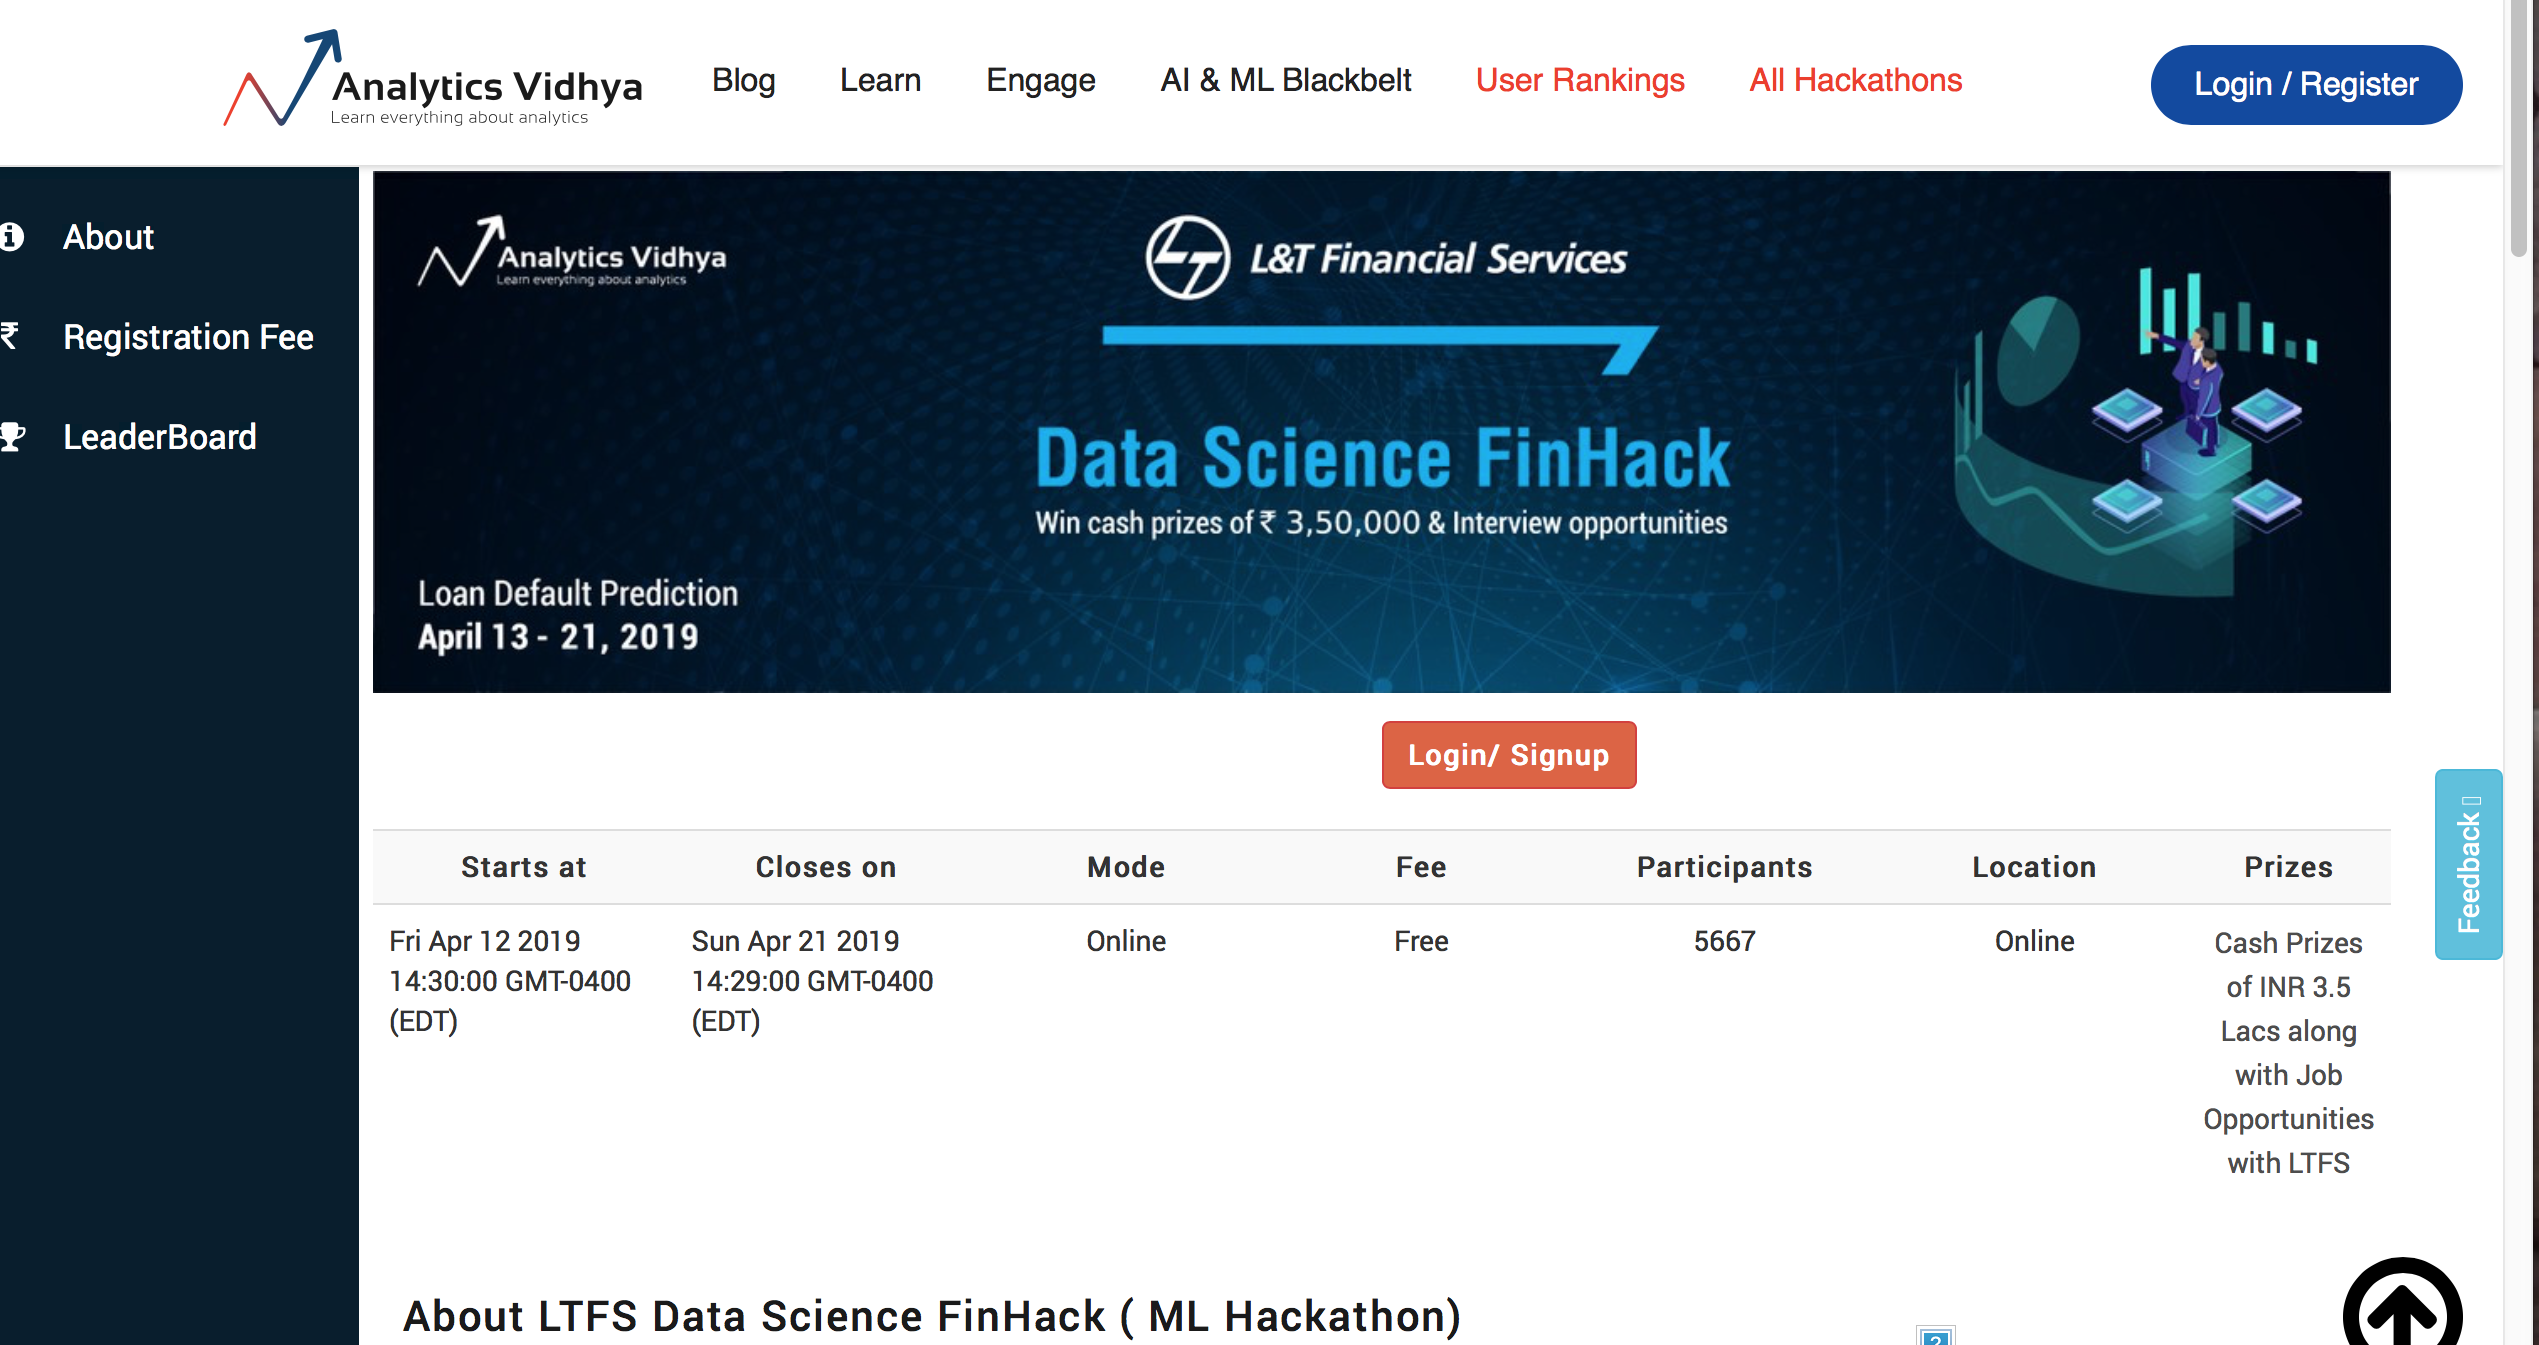 Analytics Vidhya
Learn everything about analytics
Blog
Learn
Engage
AI & ML Blackbelt
User Rankings
All Hackathons
Login / Register
About
Registration Fee
LeaderBoard
Analytics Vidhya
Learn everything about analytics
L&T Financial Services
Data Science FinHack
Win cash prizes of ₹ 3,50,000 & Interview opportunities
Loan Default Prediction
April 13 - 21, 2019
Login/ Signup
Feedback
Starts at
Closes on
Mode
Fee
Participants
Location
Prizes
Fri Apr 12 2019
14:30:00 GMT-0400
(EDT)
Sun Apr 21 2019
14:29:00 GMT-0400
(EDT)
Online
Free
5667
Online
Cash Prizes
of INR 3.5
Lacs along
with Job
Opportunities
with LTFS
About LTFS Data Science FinHack ( ML Hackathon)